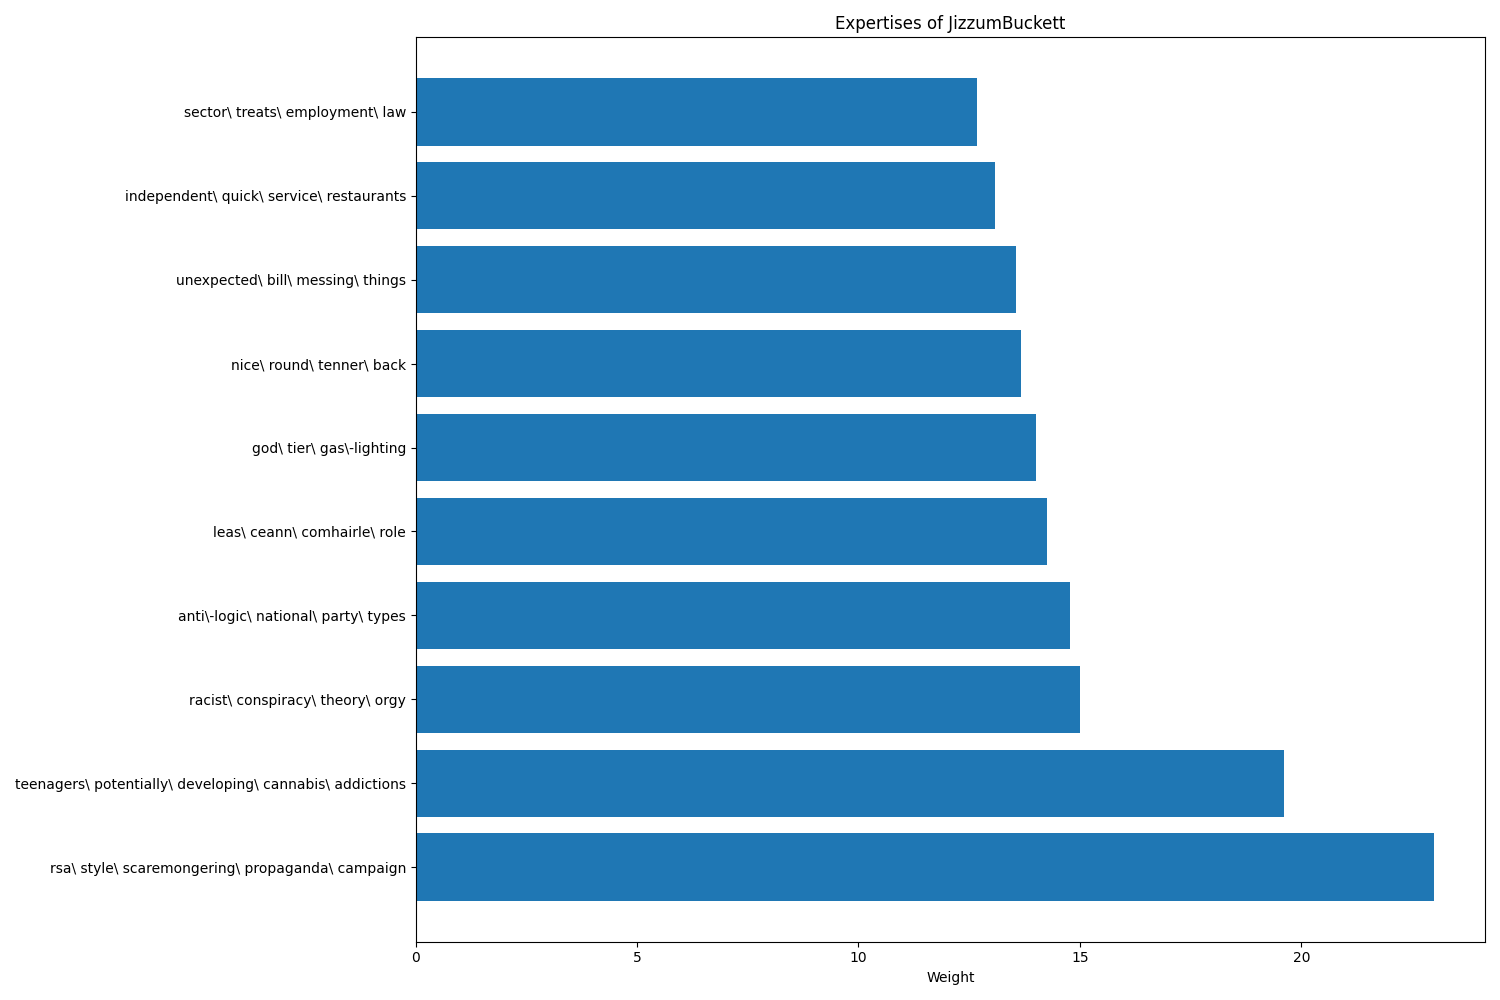 Expertises of JizzumBuckett
sector\ treats\ employment\ law
independent\ quick\ service\ restaurants
unexpected\ bill\ messing\ things
nice\ round\ tenner\ back
god\ tier\ gas\-lighting
leas\ ceann\ comhairle\ role
anti\-logic\ national\ party\ types
racist\ conspiracy\ theory\ orgy
teenagers\ potentially\ developing\ cannabis\ addictions
rsa\ style\ scaremongering\ propaganda\ campaign
0 5 10 15 20
Weight